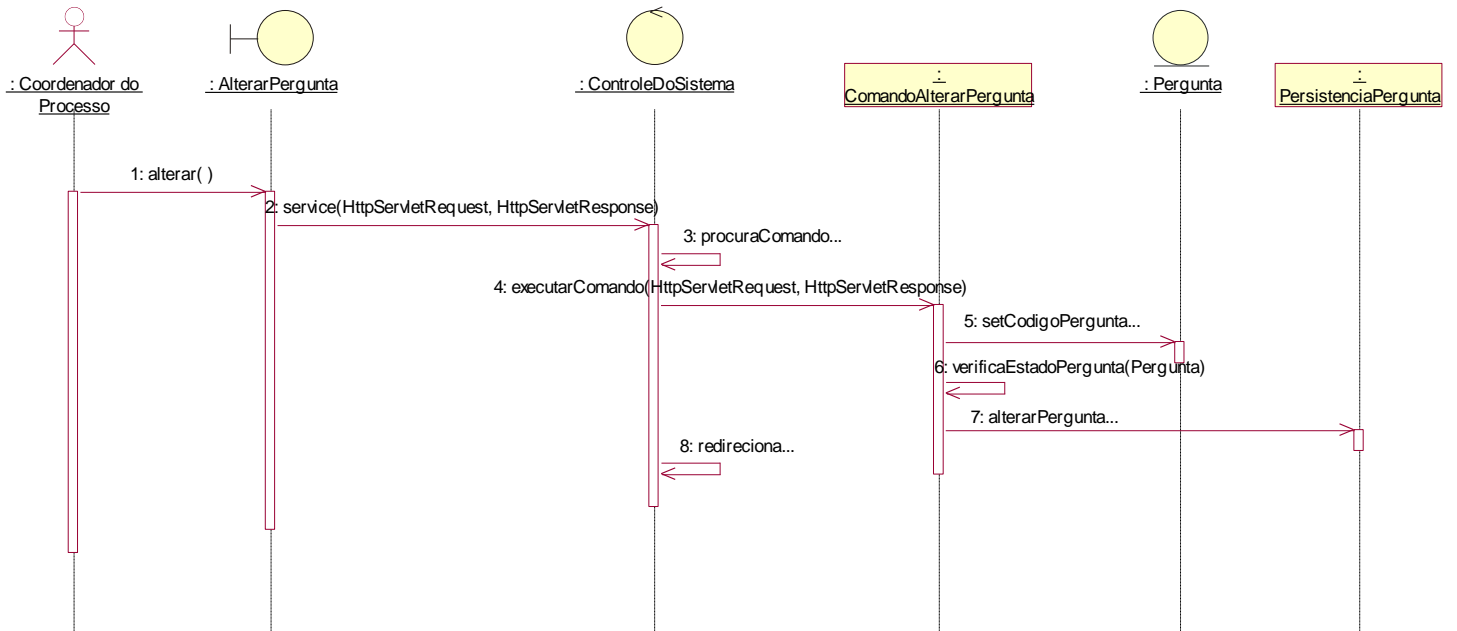 : Coordenador do
Processo
: AlterarPergunta
: ControleDoSistema
:
ComandoAlterarPergunta
: Pergunta
:
PersistenciaPergunta
1: alterar( )
2: service(HttpServletRequest, HttpServletResponse)
3: procuraComando...
4: executarComando(HttpServletRequest, HttpServletResponse)
5: setCodigoPergunta...
6: verificaEstadoPergunta(Pergunta)
7: alterarPergunta...
8: redireciona...